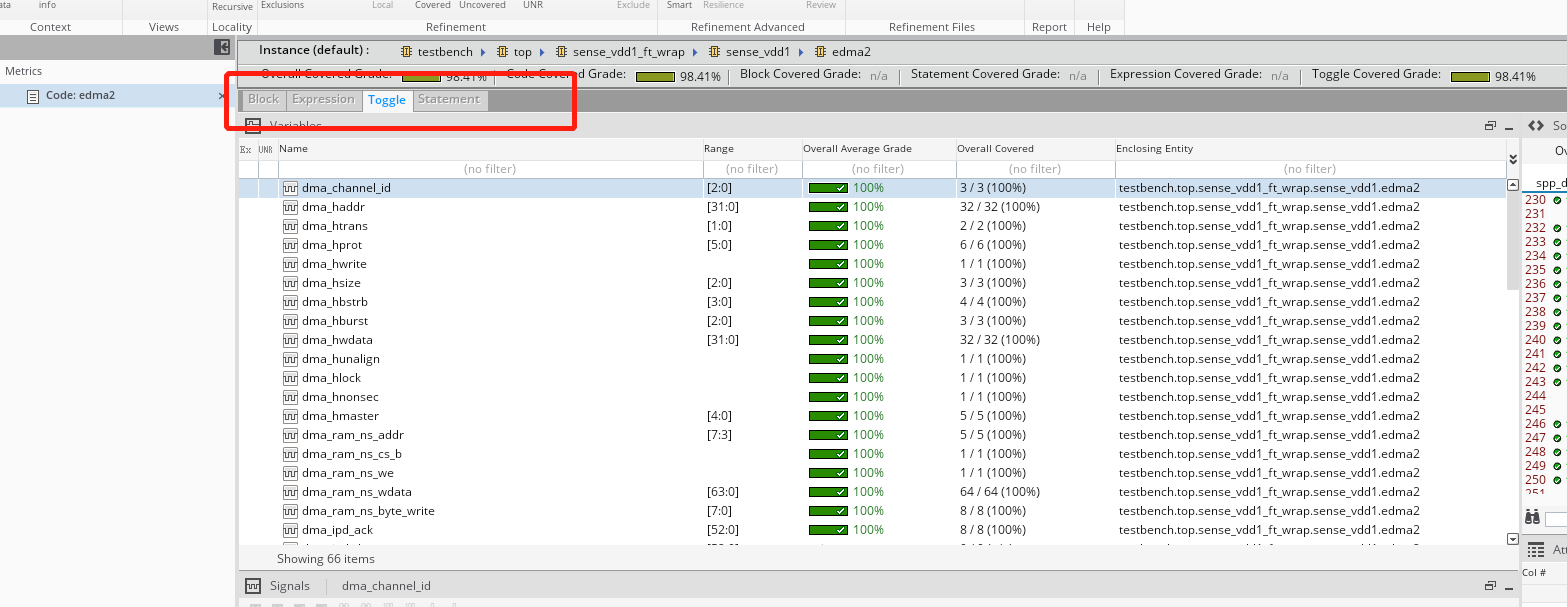 ata info Recursive Exclusions Local Covered Uncovered UNR Exclude Smart Resilience Review
Context Views Locality Refinement Refinement Advanced Refinement Files Report Help
Instance (default) : testbench top sense_vdd1_ft_wrap sense_vdd1 edma2
Metrics
Overall Covered Grade: 98.41% Code Covered Grade: 98.41% Block Covered Grade: n/a Statement Covered Grade: n/a Expression Covered Grade: n/a Toggle Covered Grade: 98.41%
Code: edma2
Block Expression Toggle Statement
Variables So
Ex UNR Name Range Overall Average Grade Overall Covered Enclosing Entity Ov
(no filter) (no filter) (no filter) (no filter) (no filter)
dma_channel_id [2:0] 100% 3 / 3 (100%) testbench.top.sense_vdd1_ft_wrap.sense_vdd1.edma2 spp_d
dma_haddr [31:0] 100% 32 / 32 (100%) testbench.top.sense_vdd1_ft_wrap.sense_vdd1.edma2 230
231
dma_htrans [1:0] 100% 2 / 2 (100%) testbench.top.sense_vdd1_ft_wrap.sense_vdd1.edma2 232
dma_hprot [5:0] 100% 6 / 6 (100%) testbench.top.sense_vdd1_ft_wrap.sense_vdd1.edma2 233
234
dma_hwrite 100% 1 / 1 (100%) testbench.top.sense_vdd1_ft_wrap.sense_vdd1.edma2 235
dma_hsize [2:0] 100% 3 / 3 (100%) testbench.top.sense_vdd1_ft_wrap.sense_vdd1.edma2 236
dma_hbstrb [3:0] 100% 4 / 4 (100%) testbench.top.sense_vdd1_ft_wrap.sense_vdd1.edma2 237
238
dma_hburst [2:0] 100% 3 / 3 (100%) testbench.top.sense_vdd1_ft_wrap.sense_vdd1.edma2 239
dma_hwdata [31:0] 100% 32 / 32 (100%) testbench.top.sense_vdd1_ft_wrap.sense_vdd1.edma2 240
dma_hunalign 100% 1 / 1 (100%) testbench.top.sense_vdd1_ft_wrap.sense_vdd1.edma2 241
242
dma_hlock 100% 1 / 1 (100%) testbench.top.sense_vdd1_ft_wrap.sense_vdd1.edma2 243
dma_hnonsec 100% 1 / 1 (100%) testbench.top.sense_vdd1_ft_wrap.sense_vdd1.edma2 244
dma_hmaster [4:0] 100% 5 / 5 (100%) testbench.top.sense_vdd1_ft_wrap.sense_vdd1.edma2 245
246
dma_ram_ns_addr [7:3] 100% 5 / 5 (100%) testbench.top.sense_vdd1_ft_wrap.sense_vdd1.edma2 247
dma_ram_ns_cs_b 100% 1 / 1 (100%) testbench.top.sense_vdd1_ft_wrap.sense_vdd1.edma2 248
dma_ram_ns_we 100% 1 / 1 (100%) testbench.top.sense_vdd1_ft_wrap.sense_vdd1.edma2 249
250
dma_ram_ns_wdata [63:0] 100% 64 / 64 (100%) testbench.top.sense_vdd1_ft_wrap.sense_vdd1.edma2 251
dma_ram_ns_byte_write [7:0] 100% 8 / 8 (100%) testbench.top.sense_vdd1_ft_wrap.sense_vdd1.edma2
dma_ipd_ack [52:0] 100% 8 / 8 (100%) testbench.top.sense_vdd1_ft_wrap.sense_vdd1.edma2
Showing 66 items Att
Col #
Signals dma_channel_id